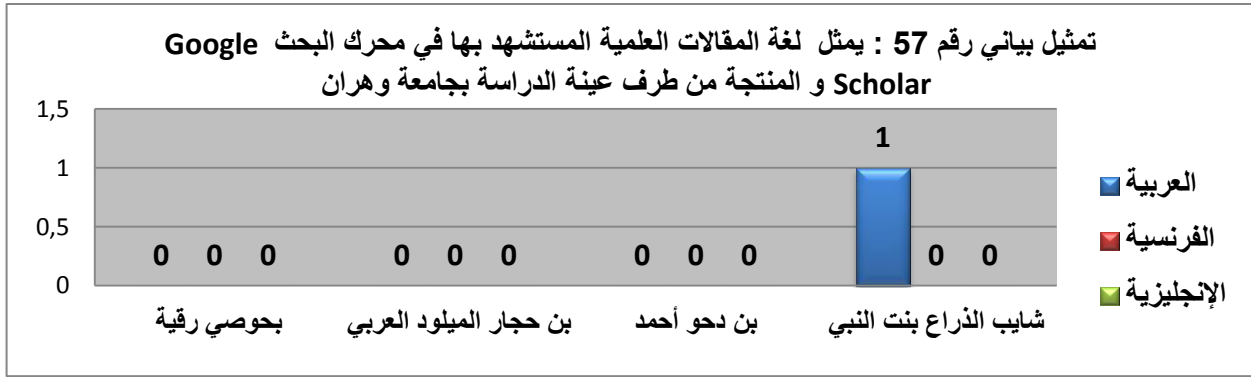 تمثيل بياني رقم 57 : يمثل لغة المقالات العلمية المستشهد بها في محرك البحث Google
Scholar و المنتجة من طرف عينة الدراسة بجامعة وهران
1,5
1
0,5
0
0 0 0
0 0 0
0 0 0
1 0 0
بحوصي رقية
بن حجار الميلود العربي
بن دحو أحمد
شايب الذراع بنت النبي
العربية
الفرنسية
الإنجليزية